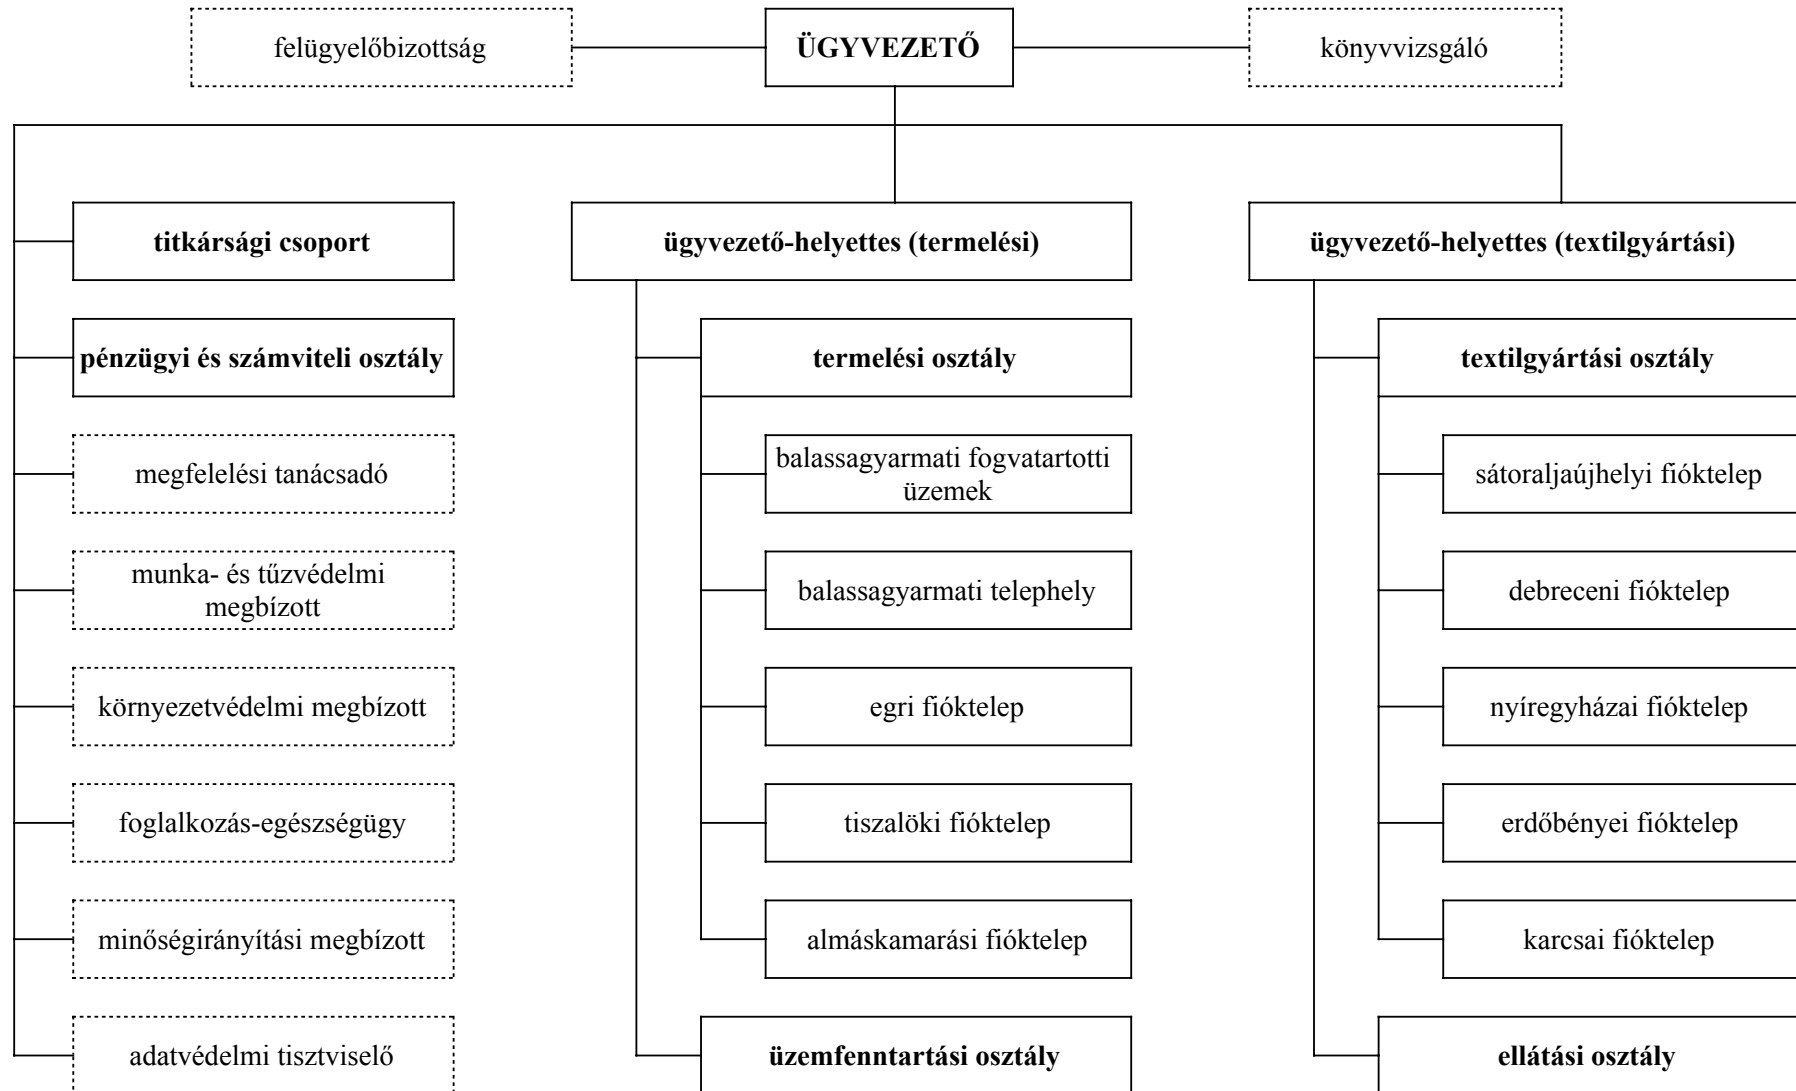 felügyelőbizottság
ÜGYVEZETŐ
könyvvizsgáló
titkársági csoport
pénzügyi és számviteli osztály
megfelelési tanácsadó
munka- és tűzvédelmi
megbízott
környezetvédelmi megbízott
foglalkozás-egészségügy
minőségirányítási megbízott
adatvédelmi tisztviselő
ügyvezető-helyettes (termelési)
termelési osztály
balassagyarmati fogvatartotti
üzemek
balassagyarmati telephely
egri fióktelep
tiszalöki fióktelep
almáskamarási fióktelep
üzemfenntartási osztály
ügyvezető-helyettes (textilgyártási)
textilgyártási osztály
sátoraljaújhelyi fióktelep
debreceni fióktelep
nyíregyházai fióktelep
erdőbényei fióktelep
karcsai fióktelep
ellátási osztály